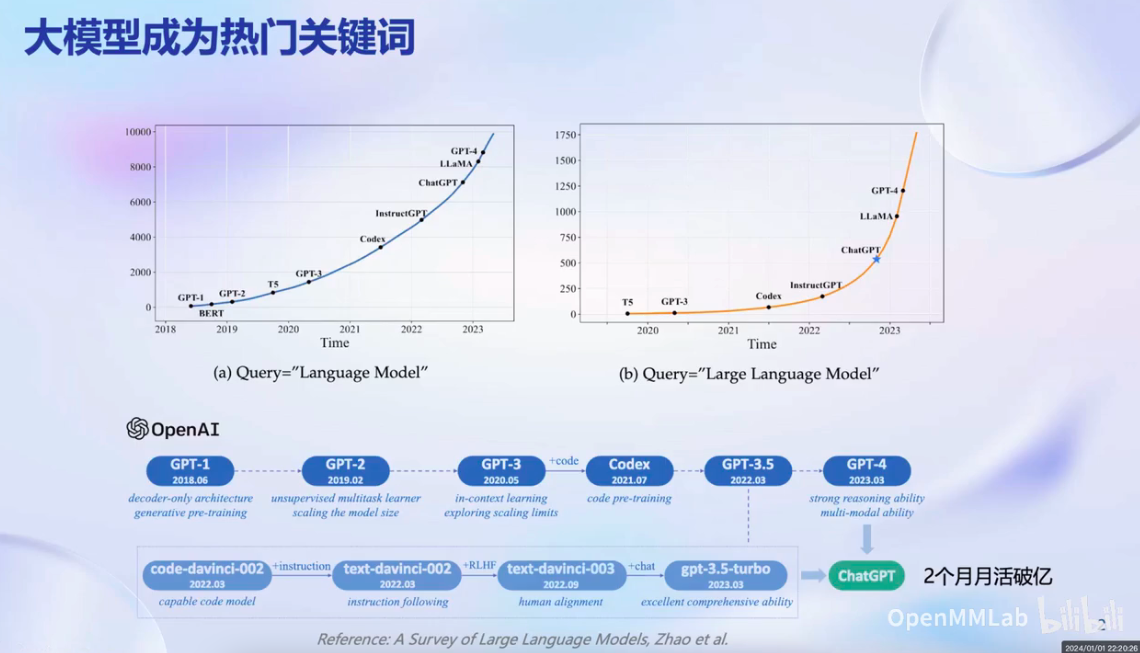 大模型成为热门关键词
10000
8000
6000
4000
2000
0
GPT-4
LLaMA
ChatGPT
InstructGPT
Codex
GPT-3
T5
GPT-2
GPT-1
BERT
2018 2019 2020 2021 2022 2023
Time
(a) Query="Language Model"
1750
1500
1250
1000
750
500
250
0
GPT-4
LLaMA
ChatGPT
InstructGPT
Codex
GPT-3
T5
2020 2021 2022 2023
Time
(b) Query="Large Language Model"
OpenAI
GPT-1
2018.06
decoder-only architecture
generative pre-training
GPT-2
2019.02
unsupervised multitask learner
scaling the model size
GPT-3
2020.05
in-context learning
exploring scaling limits
+code
Codex
2021.07
code pre-training
GPT-3.5
2022.03
GPT-4
2023.03
strong reasoning ability
multi-modal ability
code-davinci-002
2022.03
capable code model
+instruction
text-davinci-002
2022.03
instruction following
+RLHF
text-davinci-003
2022.09
human alignment
+chat
gpt-3.5-turbo
2023.03
excellent comprehensive ability
ChatGPT
2个月月活破亿
OpenMMLab bilibili
2
Reference: A Survey of Large Language Models, Zhao et al.
2024/01/01 22:20:26